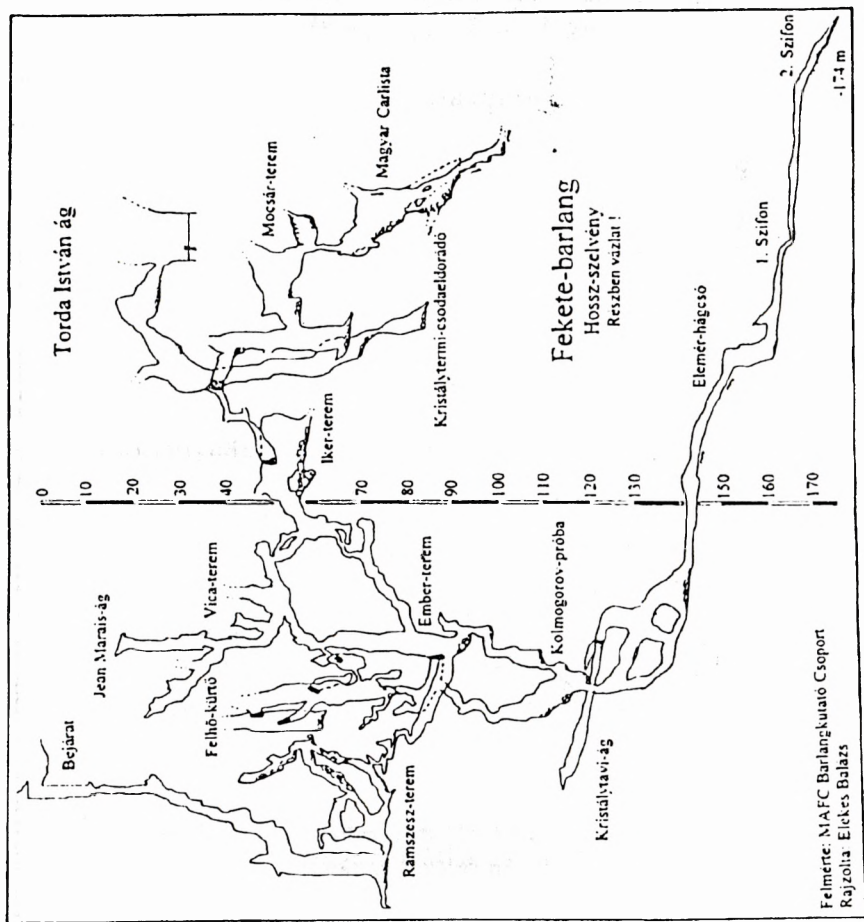 Torda István ág
Mocsár-terem
Magyar Carlista
Kristálytermi-csodaeldorádó
Iker-terem
Fekete-barlang
Hossz-szelvény
Reszben vázlat !
Elemér-hágcsó
1. Szifon
2. Szifon
-174 m
0
10
20
30
40
50
60
70
80
90
100
110
120
130
140
150
160
170
Bejárat
Jean Marais-ág
Vica-terem
Felhő-kürtő
Ember-terem
Ramszesz-terem
Kolmogorov-próba
Kristálytavi-ág
Felmérte: MAFC Barlangkutató Csoport
Rajzolta: Elekes Balázs